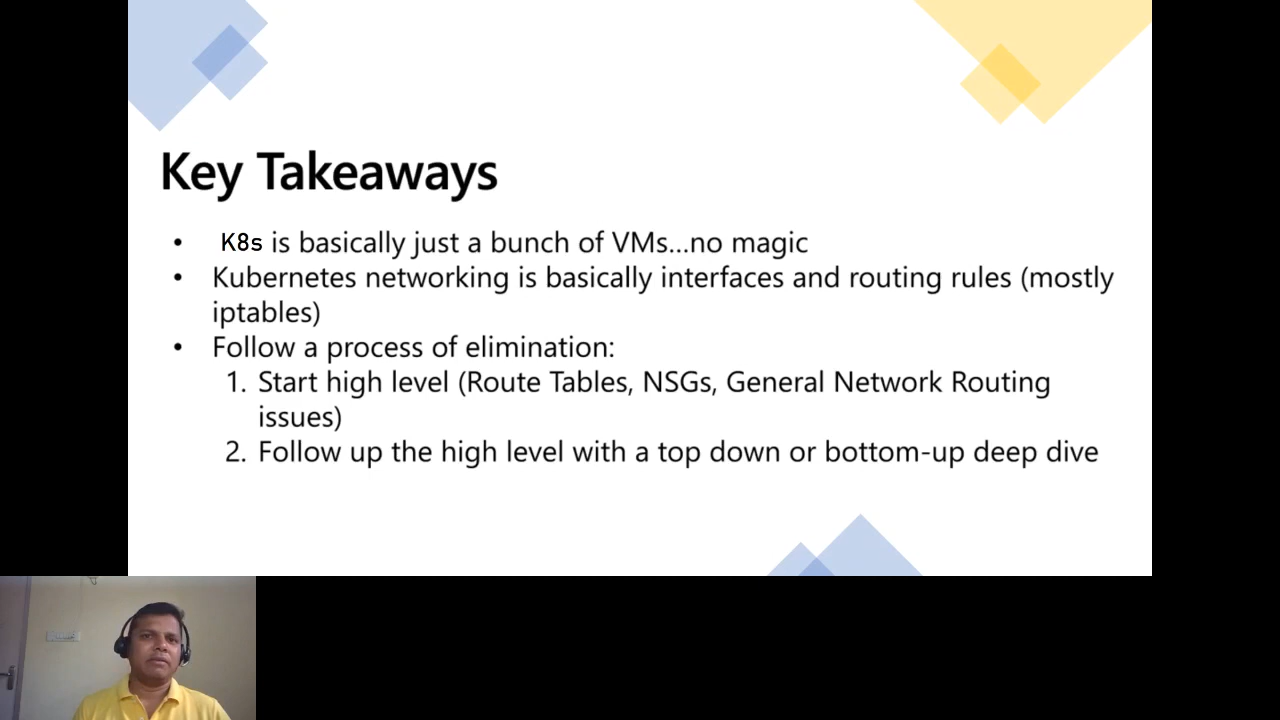 Key Takeaways
• K8s is basically just a bunch of VMs...no magic
• Kubernetes networking is basically interfaces and routing rules (mostly
iptables)
• Follow a process of elimination:
1. Start high level (Route Tables, NSGs, General Network Routing
issues)
2. Follow up the high level with a top down or bottom-up deep dive